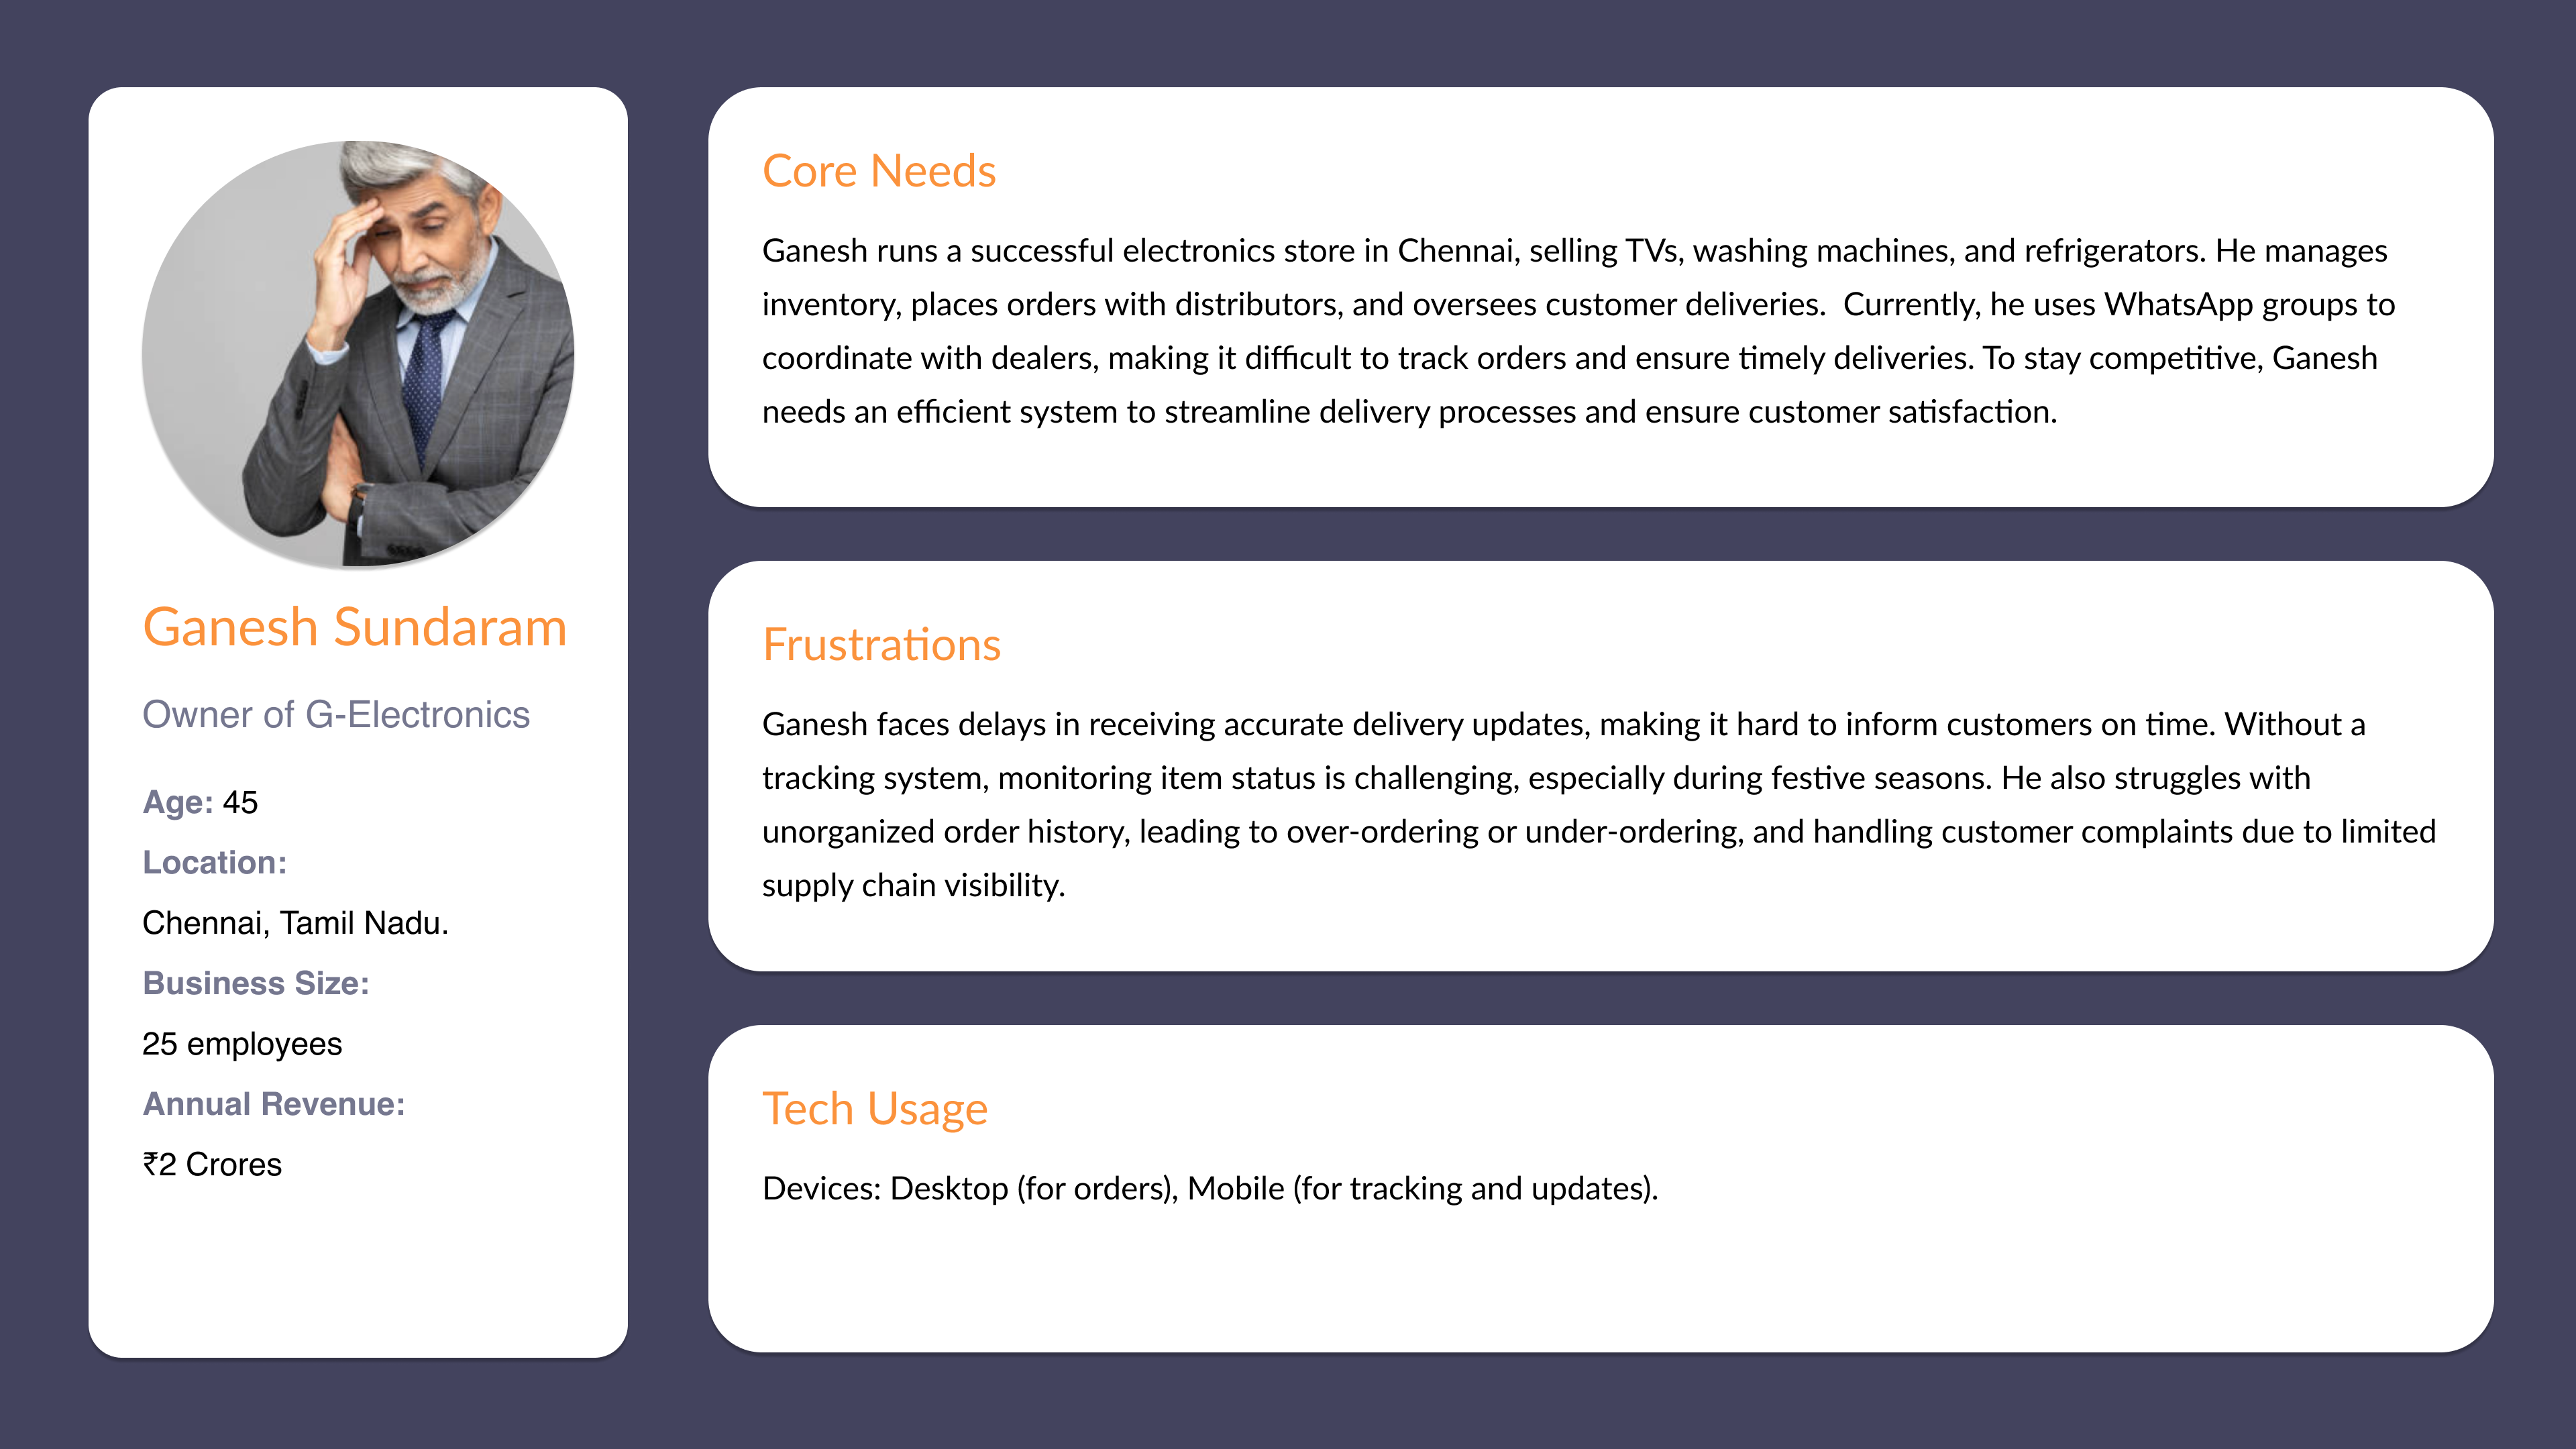 Ganesh Sundaram
Owner of G-Electronics
Age: 45
Location:
Chennai, Tamil Nadu.
Business Size:
25 employees
Annual Revenue:
₹2 Crores
Core Needs
Ganesh runs a successful electronics store in Chennai, selling TVs, washing machines, and refrigerators. He manages
inventory, places orders with distributors, and oversees customer deliveries.  Currently, he uses WhatsApp groups to
coordinate with dealers, making it difficult to track orders and ensure timely deliveries. To stay competitive, Ganesh
needs an efficient system to streamline delivery processes and ensure customer satisfaction.
Frustrations
Ganesh faces delays in receiving accurate delivery updates, making it hard to inform customers on time. Without a
tracking system, monitoring item status is challenging, especially during festive seasons. He also struggles with
unorganized order history, leading to over-ordering or under-ordering, and handling customer complaints due to limited
supply chain visibility.
Tech Usage
Devices: Desktop (for orders), Mobile (for tracking and updates).